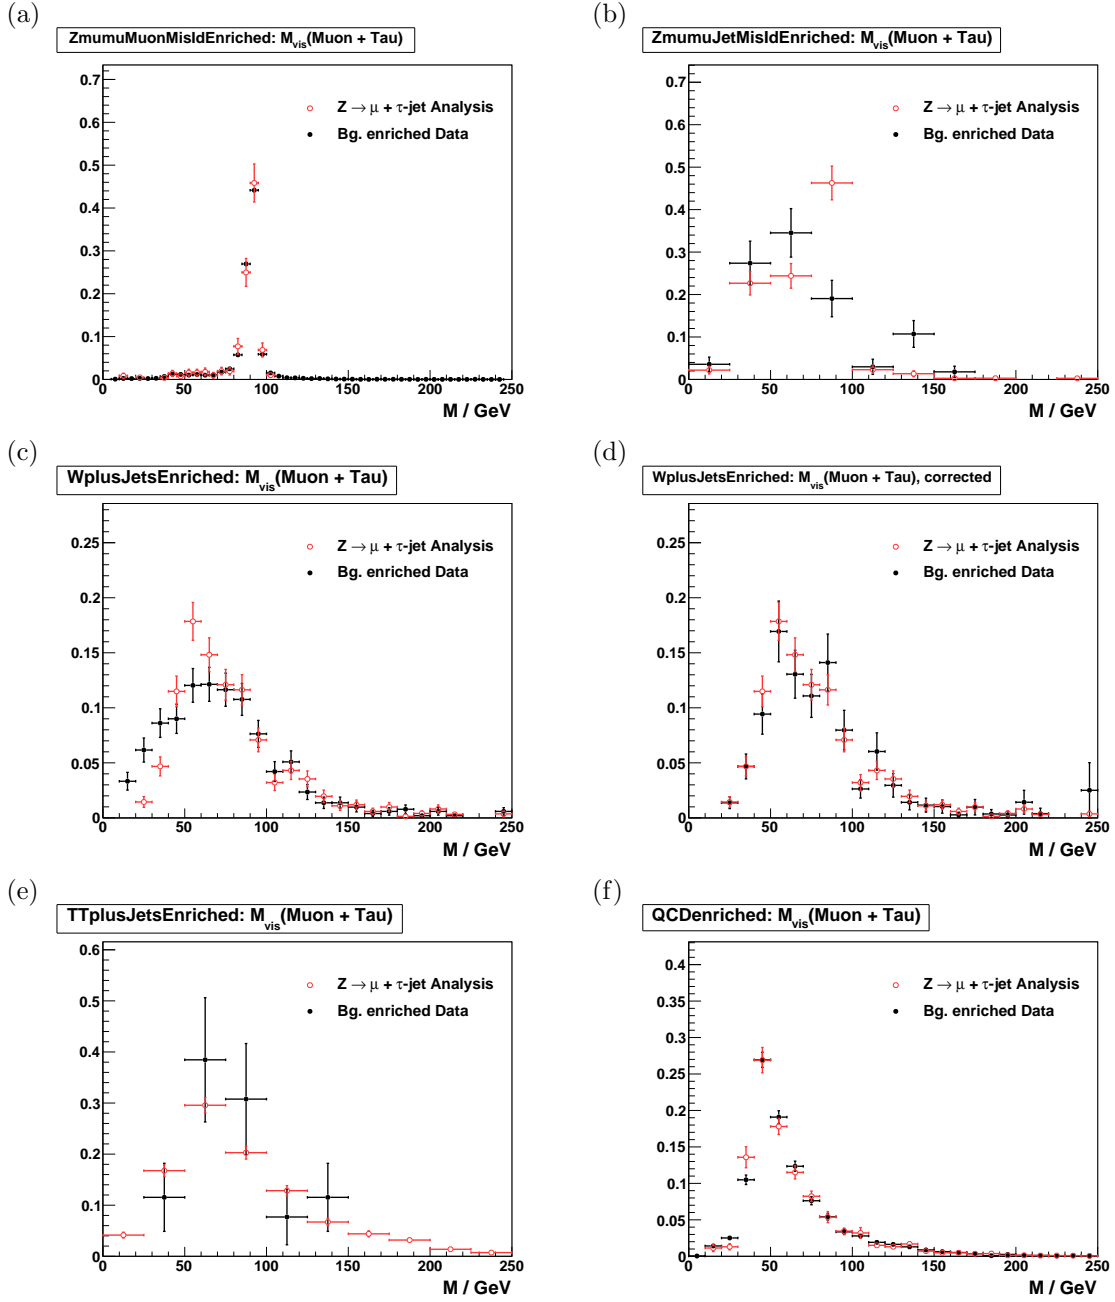 (a)
ZmumuMuonMisIdEnriched: M_vis(Muon + Tau)
0.7
0.6
0.5
0.4
0.3
0.2
0.1
0
Z → μ + τ-jet Analysis
Bg. enriched Data
0 50 100 150 200 250
M / GeV
(b)
ZmumuJetMisIdEnriched: M_vis(Muon + Tau)
0.7
0.6
0.5
0.4
0.3
0.2
0.1
0
Z → μ + τ-jet Analysis
Bg. enriched Data
0 50 100 150 200 250
M / GeV
(c)
WplusJetsEnriched: M_vis(Muon + Tau)
0.25
0.2
0.15
0.1
0.05
0
Z → μ + τ-jet Analysis
Bg. enriched Data
0 50 100 150 200 250
M / GeV
(d)
WplusJetsEnriched: M_vis(Muon + Tau), corrected
0.25
0.2
0.15
0.1
0.05
0
Z → μ + τ-jet Analysis
Bg. enriched Data
0 50 100 150 200 250
M / GeV
(e)
TTplusJetsEnriched: M_vis(Muon + Tau)
0.6
0.5
0.4
0.3
0.2
0.1
0
Z → μ + τ-jet Analysis
Bg. enriched Data
0 50 100 150 200 250
M / GeV
(f)
QCDenriched: M_vis(Muon + Tau)
0.4
0.35
0.3
0.25
0.2
0.15
0.1
0.05
0
Z → μ + τ-jet Analysis
Bg. enriched Data
0 50 100 150 200 250
M / GeV